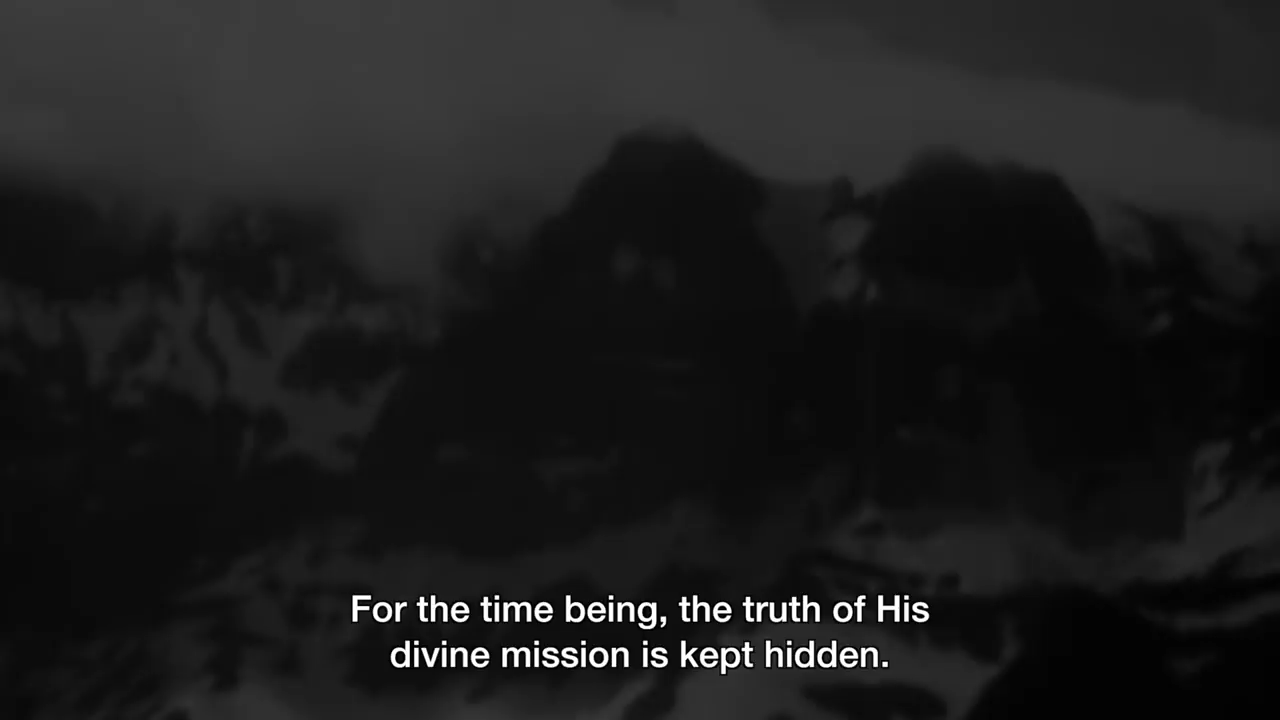 For the time being, the truth of His
divine mission is kept hidden.